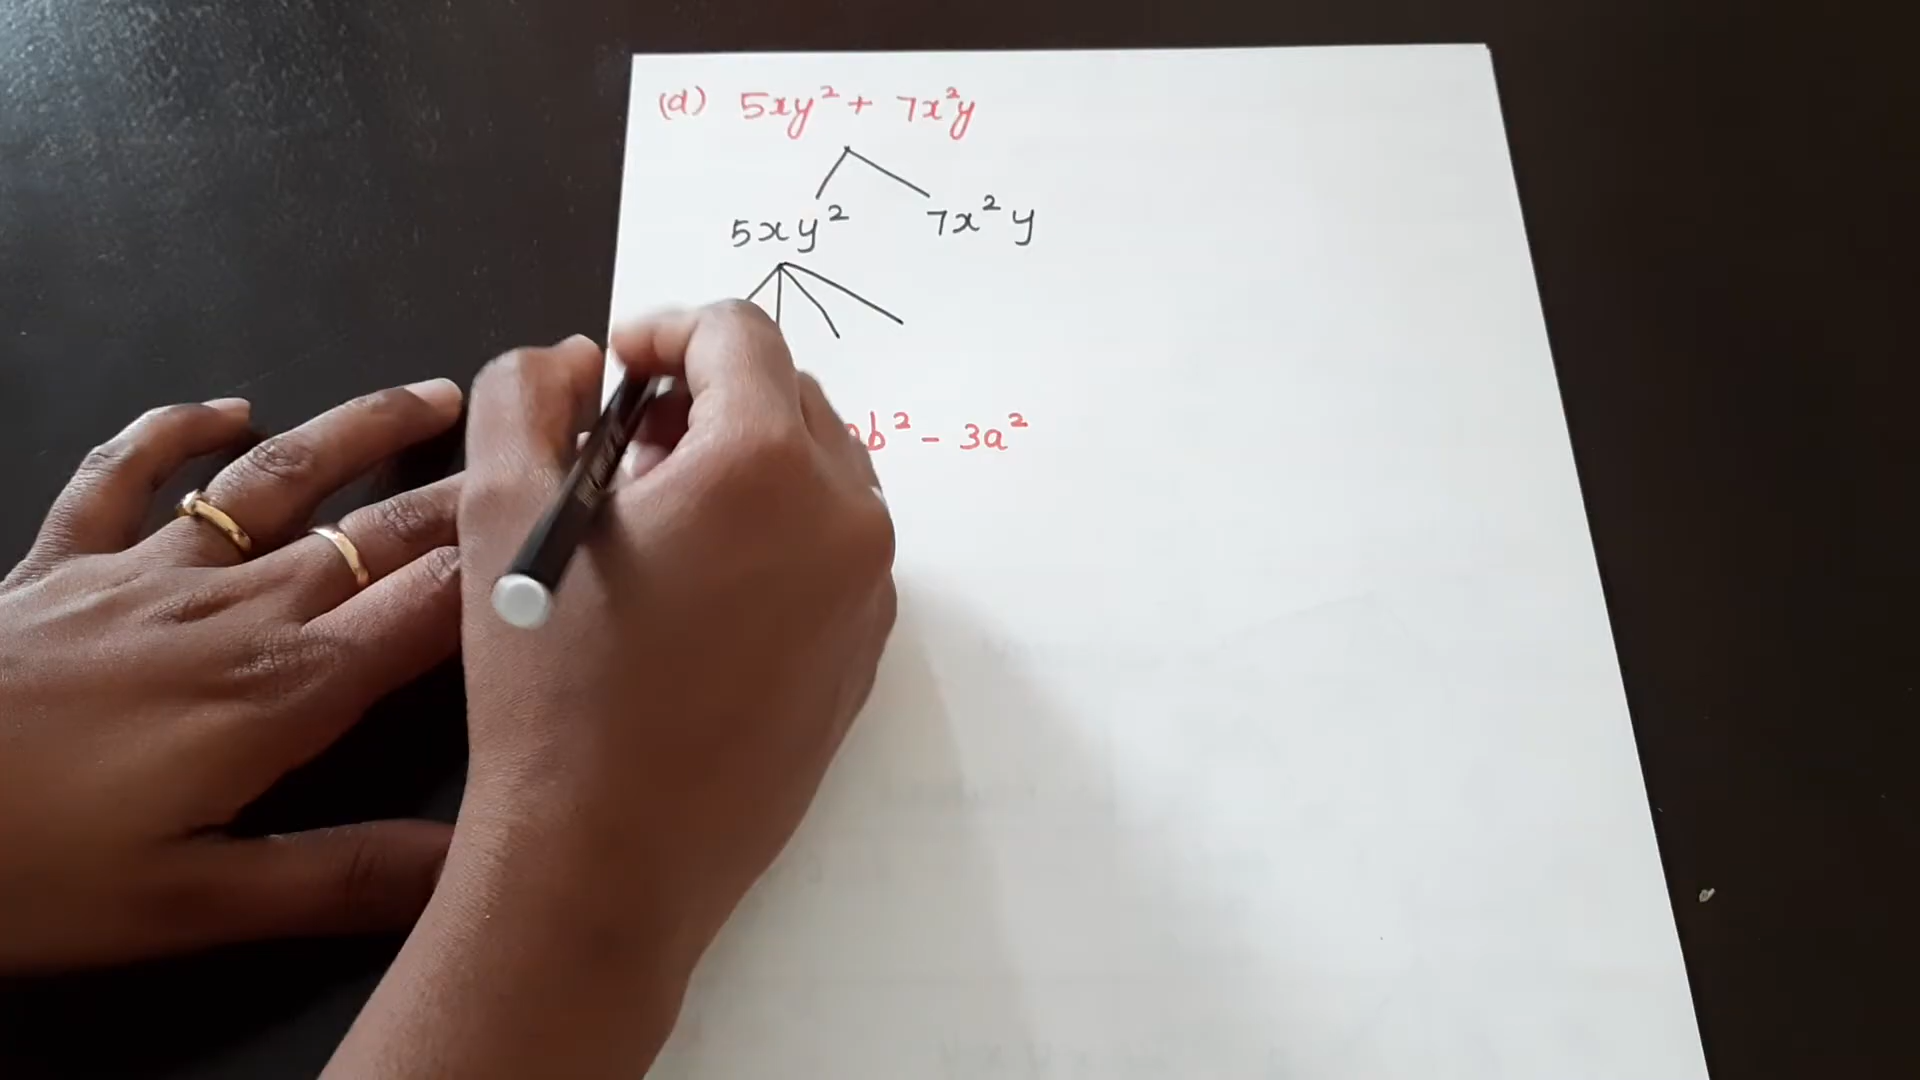 (d) 5xy² + 7x²y
5xy² 7x²y
b² - 3a²